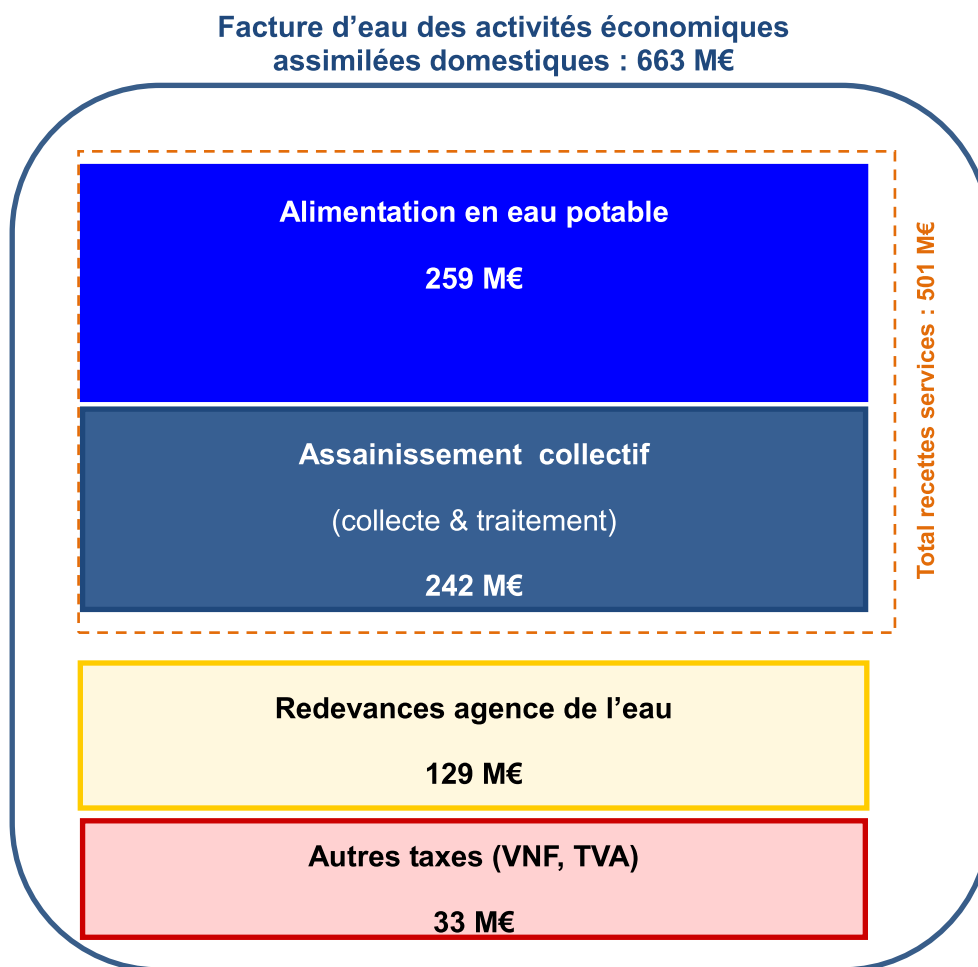 Facture d’eau des activités économiques
assimilées domestiques : 663 M€
Alimentation en eau potable
259 M€
Assainissement  collectif
(collecte & traitement)
242 M€
Total recettes services : 501 M€
Redevances agence de l’eau
129 M€
Autres taxes (VNF, TVA)
33 M€